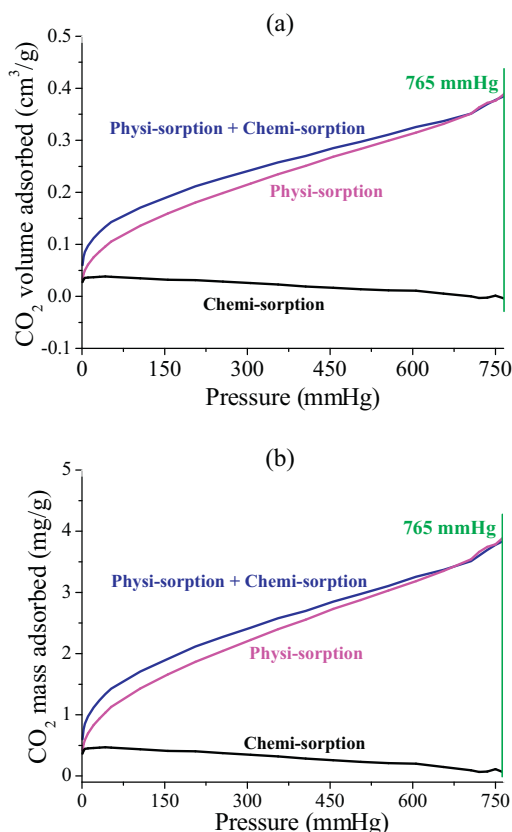 (a)
0.5
0.4
0.3
0.2
0.1
0.0
-0.1
CO₂ volume adsorbed (cm³/g)
765 mmHg
Physi-sorption + Chemi-sorption
Physi-sorption
Chemi-sorption
0 150 300 450 600 750
Pressure (mmHg)
(b)
5
4
3
2
1
0
CO₂ mass adsorbed (mg/g)
765 mmHg
Physi-sorption + Chemi-sorption
Physi-sorption
Chemi-sorption
0 150 300 450 600 750
Pressure (mmHg)